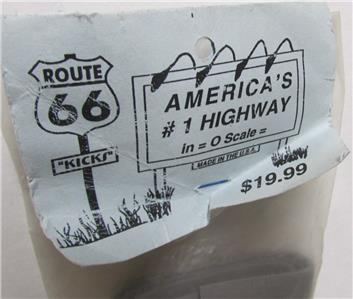 ROUTE
66
"KICKS"
AMERICA'S
# 1 HIGHWAY
in = O Scale =
MADE IN THE U.S.A.
$19.99